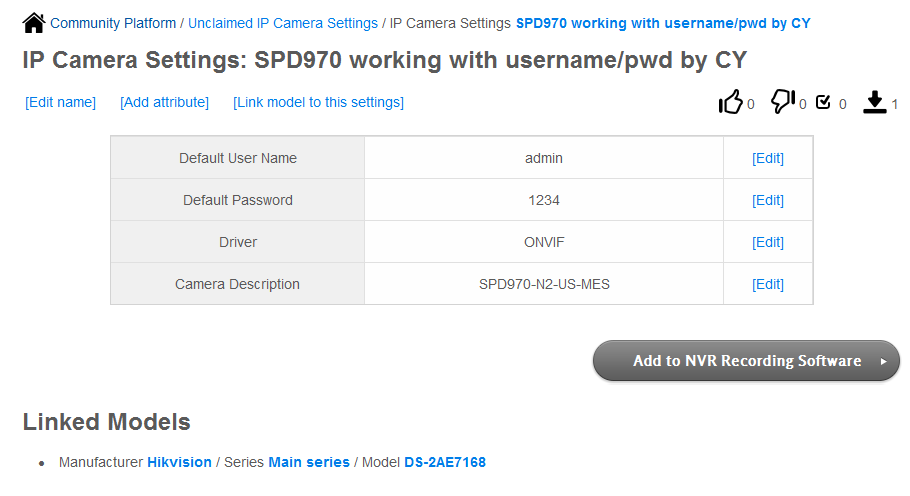 Community Platform / Unclaimed IP Camera Settings / IP Camera Settings SPD970 working with username/pwd by CY
IP Camera Settings: SPD970 working with username/pwd by CY
[Edit name] [Add attribute] [Link model to this settings] 0 0 0 1
Default User Name admin [Edit]
Default Password 1234 [Edit]
Driver ONVIF [Edit]
Camera Description SPD970-N2-US-MES [Edit]
Add to NVR Recording Software
Linked Models
Manufacturer Hikvision / Series Main series / Model DS-2AE7168